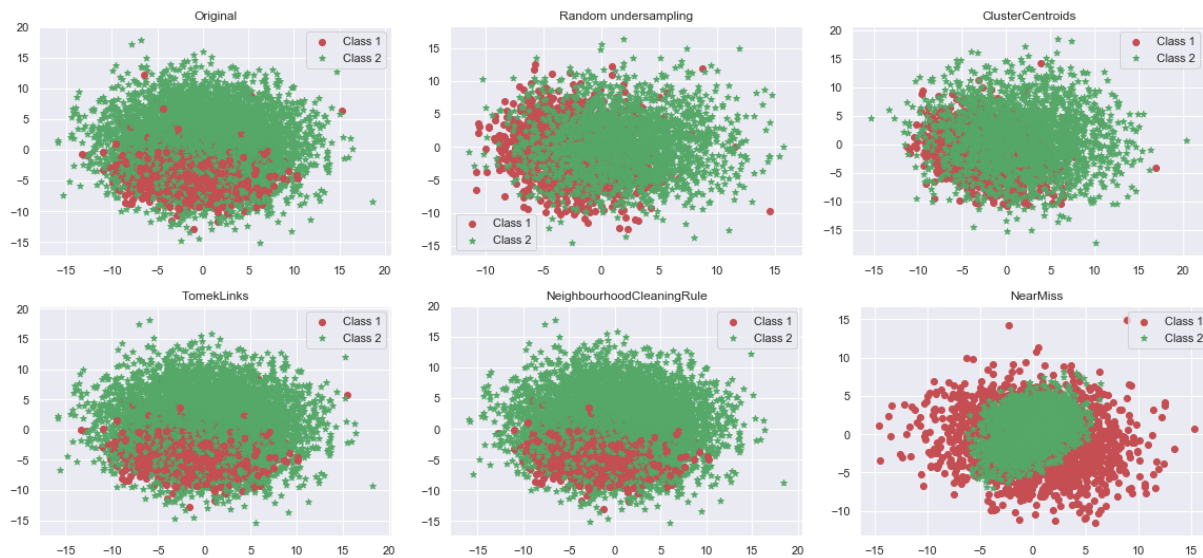 Original
Class 1
Class 2
20
15
10
5
0
−5
−10
−15
−15 −10 −5 0 5 10 15 20
Random undersampling
15
10
5
0
−5
−10
−15
Class 1
Class 2
−10 −5 0 5 10 15
ClusterCentroids
Class 1
Class 2
20
15
10
5
0
−5
−10
−15
−15 −10 −5 0 5 10 15 20
TomekLinks
Class 1
Class 2
20
15
10
5
0
−5
−10
−15
−15 −10 −5 0 5 10 15 20
NeighbourhoodCleaningRule
Class 1
Class 2
20
15
10
5
0
−5
−10
−15
−15 −10 −5 0 5 10 15 20
NearMiss
Class 1
Class 2
15
10
5
0
−5
−10
−15 −10 −5 0 5 10 15